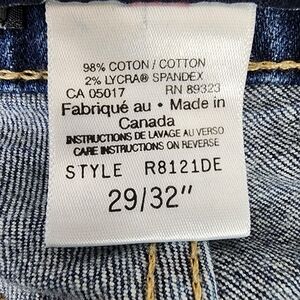 98% COTON / COTTON
2% LYCRA® SPANDEX
CA 05017 RN 89323
Fabriqué au • Made in
Canada
INSTRUCTIONS DE LAVAGE AU VERSO
CARE INSTRUCTIONS ON REVERSE
STYLE R8121DE
29/32"